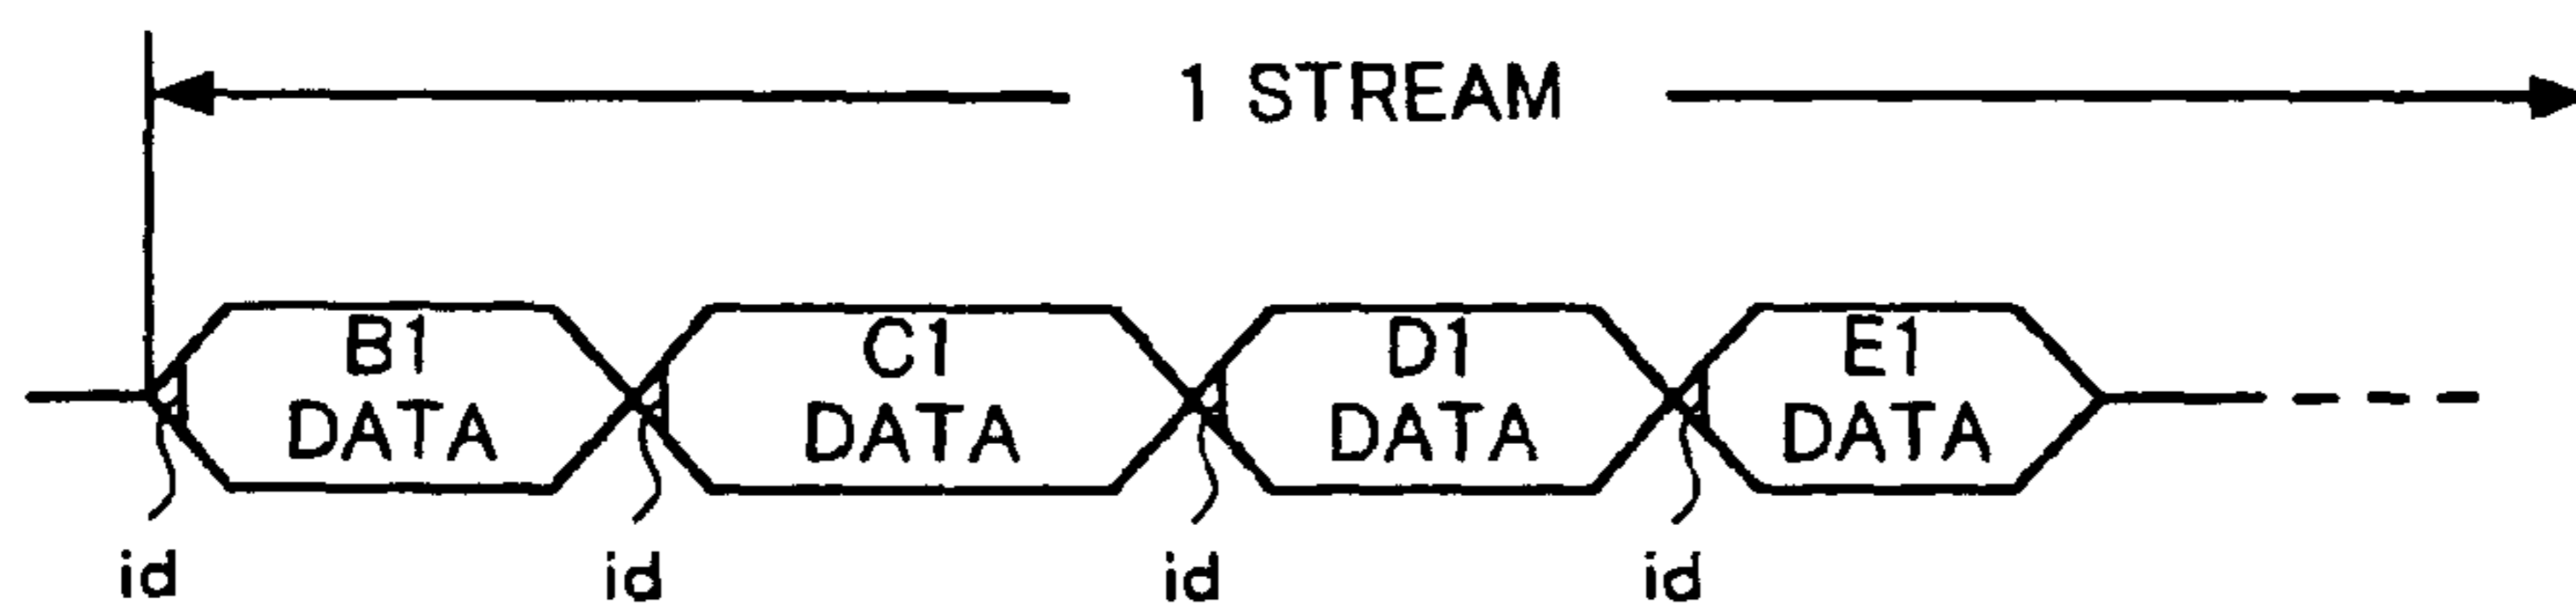 1 STREAM
B1 DATA
C1 DATA
D1 DATA
E1 DATA
id
id
id
id